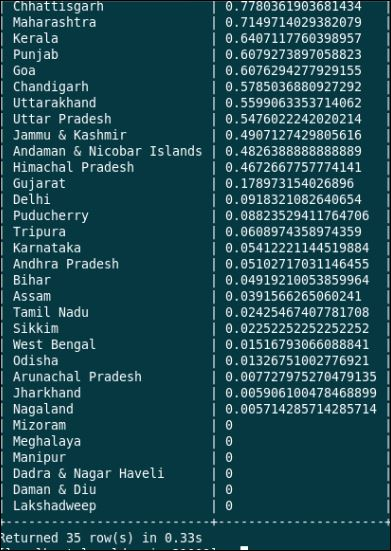 | Chhattisgarh | 0.7780361903681434
| Maharashtra | 0.7149714029382079
| Kerala | 0.6407117760398957
| Punjab | 0.6079273897058823
| Goa | 0.6076294277929155
| Chandigarh | 0.5785036880927292
| Uttarakhand | 0.5599063353714062
| Uttar Pradesh | 0.5476022242020214
| Jammu & Kashmir | 0.4907127429805616
| Andaman & Nicobar Islands | 0.4826388888888889
| Himachal Pradesh | 0.4672667757774141
| Gujarat | 0.178973154026896
| Delhi | 0.0918321082640654
| Puducherry | 0.08823529411764706
| Tripura | 0.0608974358974359
| Karnataka | 0.05412221144519884
| Andhra Pradesh | 0.05102717031146455
| Bihar | 0.04919210053859964
| Assam | 0.0391566265060241
| Tamil Nadu | 0.02425467407781708
| Sikkim | 0.02252252252252252
| West Bengal | 0.01516793066088841
| Odisha | 0.01326751002776921
| Arunachal Pradesh | 0.007727975270479135
| Jharkhand | 0.005906100478468899
| Nagaland | 0.005714285714285714
| Mizoram | 0
| Meghalaya | 0
| Manipur | 0
| Dadra & Nagar Haveli | 0
| Daman & Diu | 0
| Lakshadweep | 0
Returned 35 row(s) in 0.33s